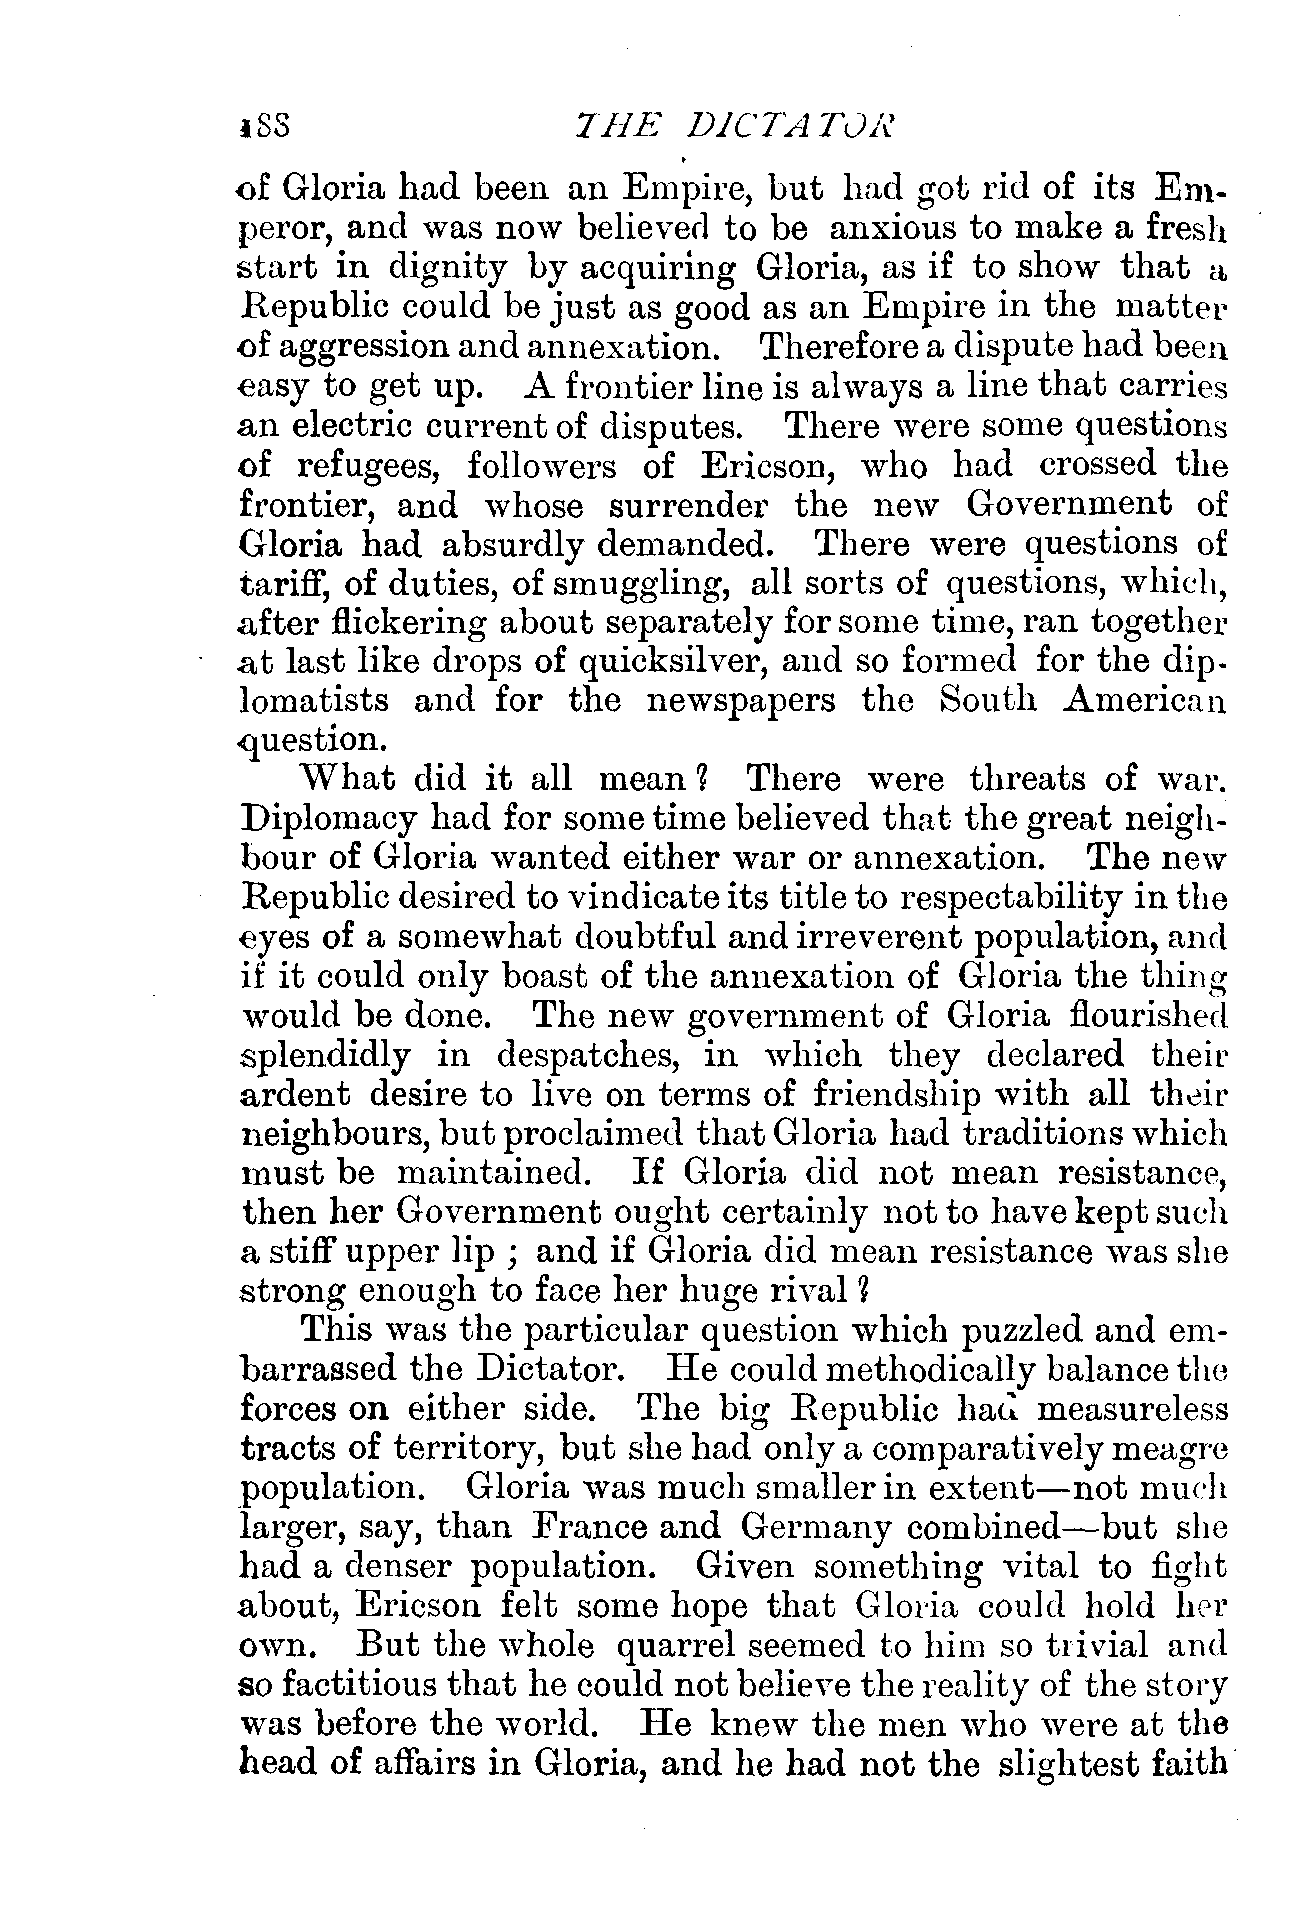 188 THE DICTATOR
of Gloria had been an Empire, but had got rid of its Em-
peror, and was now believed to be anxious to make a fresh
start in dignity by acquiring Gloria, as if to show that a
Republic could be just as good as an Empire in the matter
of aggression and annexation. Therefore a dispute had been
easy to get up. A frontier line is always a line that carries
an electric current of disputes. There were some questions
of refugees, followers of Ericson, who had crossed the
frontier, and whose surrender the new Government of
Gloria had absurdly demanded. There were questions of
tariff, of duties, of smuggling, all sorts of questions, which,
after flickering about separately for some time, ran together
at last like drops of quicksilver, and so formed for the dip-
lomatists and for the newspapers the South American
question.
What did it all mean? There were threats of war.
Diplomacy had for some time believed that the great neigh-
bour of Gloria wanted either war or annexation. The new
Republic desired to vindicate its title to respectability in the
eyes of a somewhat doubtful and irreverent population, and
if it could only boast of the annexation of Gloria the thing
would be done. The new government of Gloria flourished
splendidly in despatches, in which they declared their
ardent desire to live on terms of friendship with all their
neighbours, but proclaimed that Gloria had traditions which
must be maintained. If Gloria did not mean resistance,
then her Government ought certainly not to have kept such
a stiff upper lip ; and if Gloria did mean resistance was she
strong enough to face her huge rival?
This was the particular question which puzzled and em-
barrassed the Dictator. He could methodically balance the
forces on either side. The big Republic had measureless
tracts of territory, but she had only a comparatively meagre
population. Gloria was much smaller in extent—not much
larger, say, than France and Germany combined—but she
had a denser population. Given something vital to fight
about, Ericson felt some hope that Gloria could hold her
own. But the whole quarrel seemed to him so trivial and
so factitious that he could not believe the reality of the story
was before the world. He knew the men who were at the
head of affairs in Gloria, and he had not the slightest faith